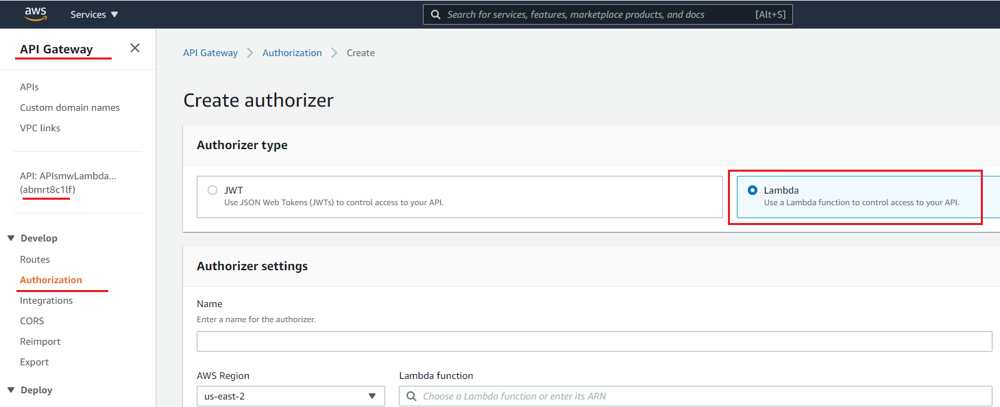 aws Services Search for services, features, marketplace products, and docs [Alt+S]
API Gateway
APIs
Custom domain names
VPC links
API: APIsmwLambda...
(abmrt8c1lf)
Develop
Routes
Authorization
Integrations
CORS
Reimport
Export
Deploy
API Gateway > Authorization > Create
Create authorizer
Authorizer type
JWT
Use JSON Web Tokens (JWTs) to control access to your API.
Lambda
Use a Lambda function to control access to your API.
Authorizer settings
Name
Enter a name for the authorizer.
AWS Region
us-east-2
Lambda function
Choose a Lambda function or enter its ARN